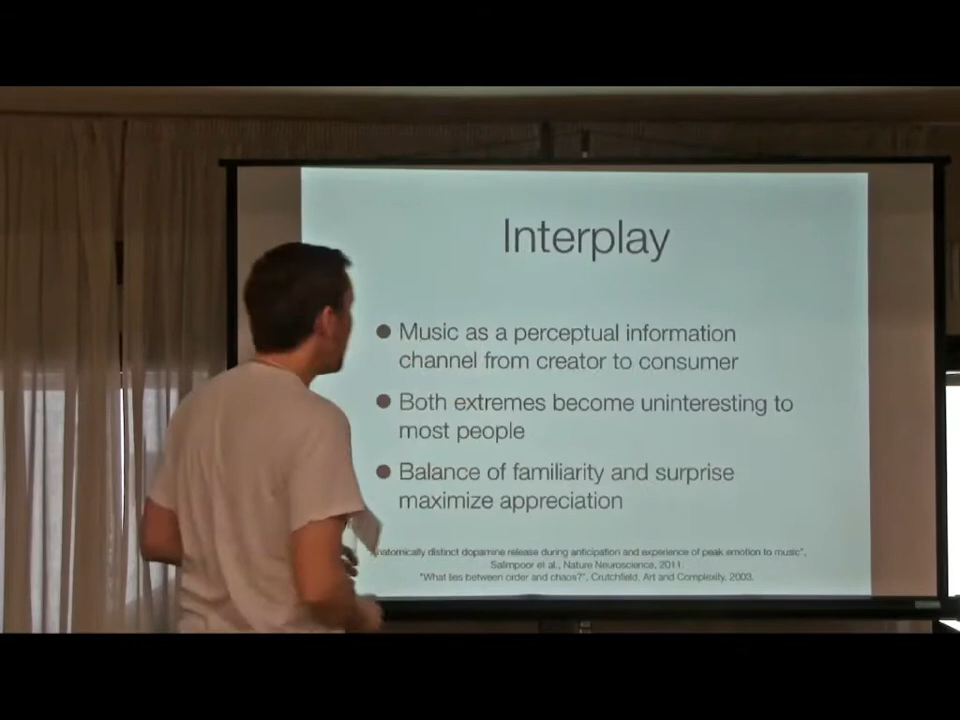 Interplay
● Music as a perceptual information
channel from creator to consumer
● Both extremes become uninteresting to
most people
● Balance of familiarity and surprise
maximize appreciation
natomically distinct dopamine release during anticipation and experience of peak emotion to music",
Salimpoor et al., Nature Neuroscience, 2011.
"What lies between order and chaos?", Crutchfield, Art and Complexity, 2003.